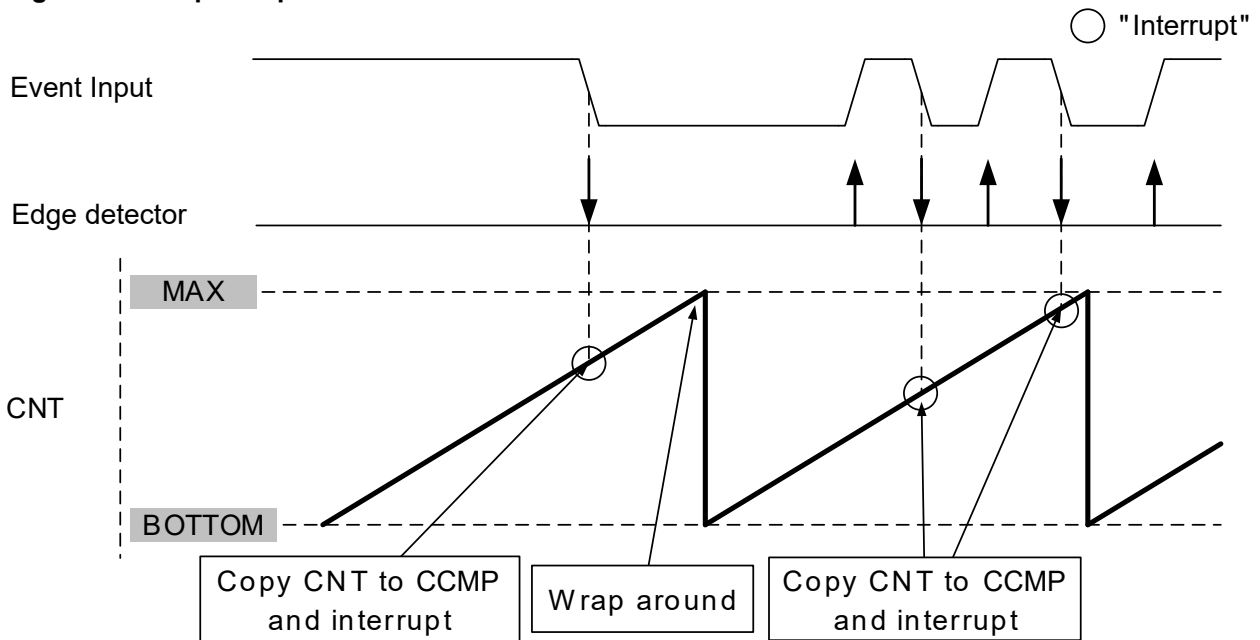 "Interrupt"
Event Input
Edge detector
MAX
CNT
BOTTOM
Copy CNT to CCMP
and interrupt
Wrap around
Copy CNT to CCMP
and interrupt